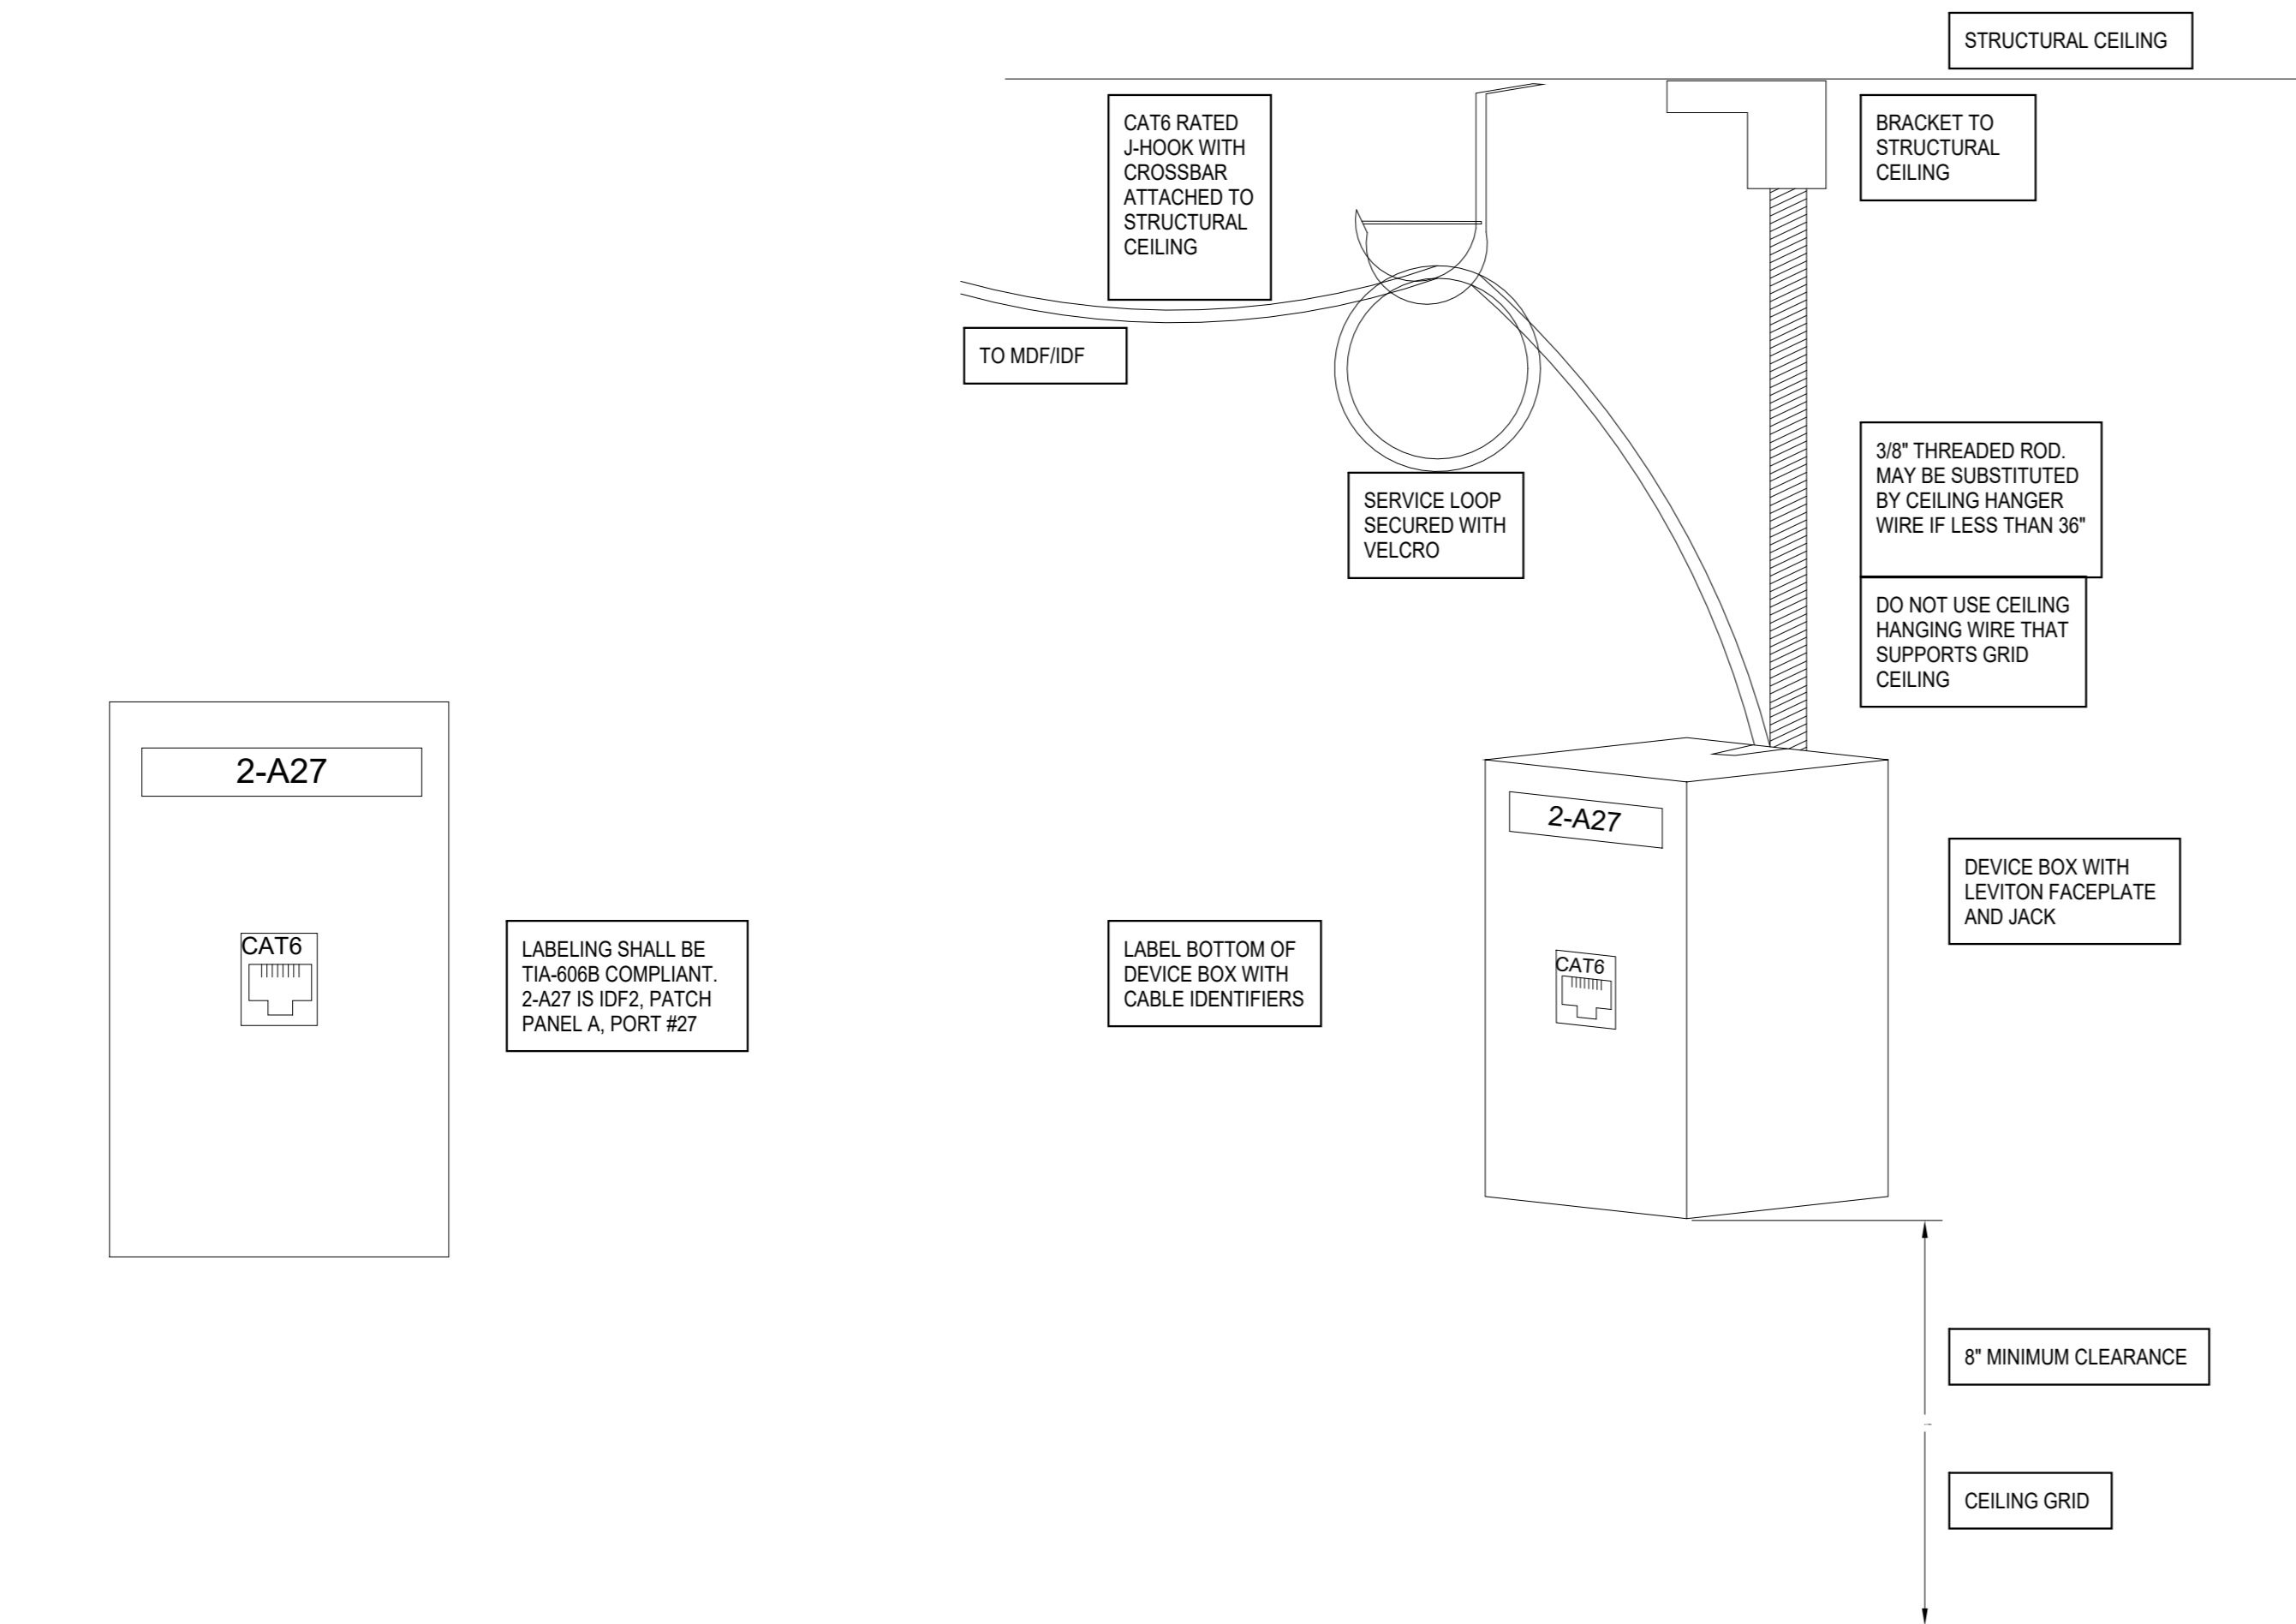 STRUCTURAL CEILING
CAT6 RATED
J-HOOK WITH
CROSSBAR
ATTACHED TO
STRUCTURAL
CEILING
BRACKET TO
STRUCTURAL
CEILING
TO MDF/IDF
3/8" THREADED ROD.
MAY BE SUBSTITUTED
BY CEILING HANGER
WIRE IF LESS THAN 36"
SERVICE LOOP
SECURED WITH
VELCRO
DO NOT USE CEILING
HANGING WIRE THAT
SUPPORTS GRID
CEILING
2-A27
CAT6
LABELING SHALL BE
TIA-606B COMPLIANT.
2-A27 IS IDF2, PATCH
PANEL A, PORT #27
LABEL BOTTOM OF
DEVICE BOX WITH
CABLE IDENTIFIERS
2-A27
CAT6
DEVICE BOX WITH
LEVITON FACEPLATE
AND JACK
8" MINIMUM CLEARANCE
CEILING GRID